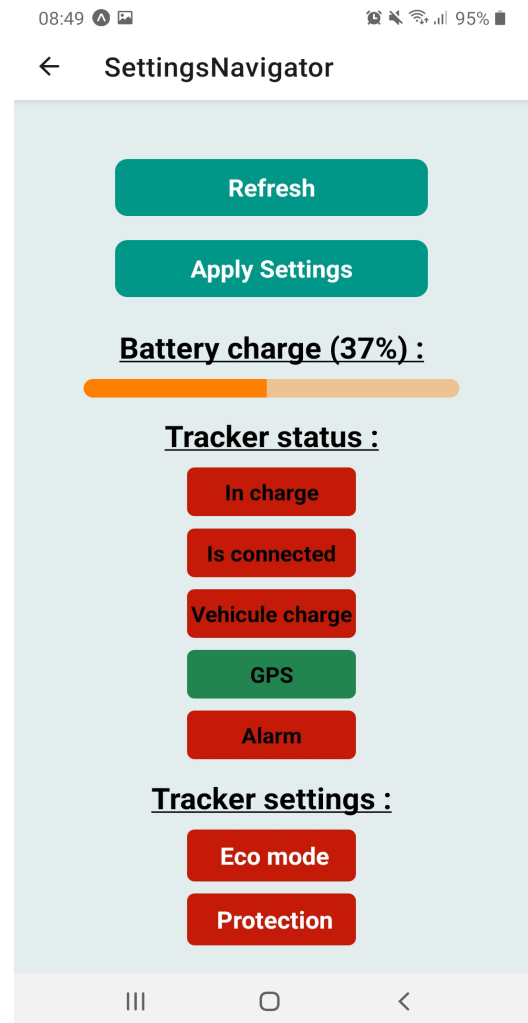 08:49 95%
SettingsNavigator
Refresh
Apply Settings
Battery charge (37%) :
Tracker status :
In charge
Is connected
Vehicule charge
GPS
Alarm
Tracker settings :
Eco mode
Protection